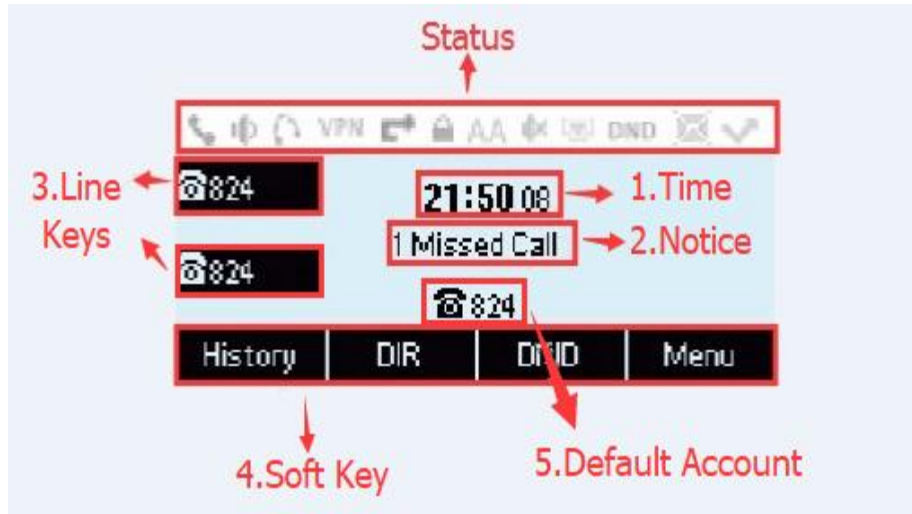 Status
VPN AA DND
3.Line Keys
824
21:50 08
1.Time
1 Missed Call
2.Notice
824
824
History DIR DND Menu
4.Soft Key
5.Default Account